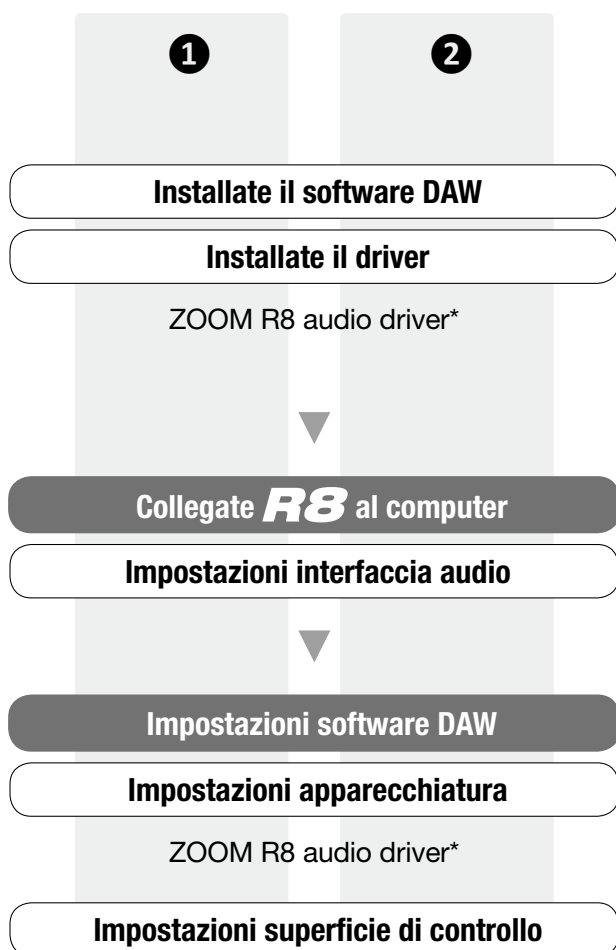 1 2
Installate il software DAW
Installate il driver
ZOOM R8 audio driver*
Collegate R8 al computer
Impostazioni interfaccia audio
Impostazioni software DAW
Impostazioni apparecchiatura
ZOOM R8 audio driver*
Impostazioni superficie di controllo